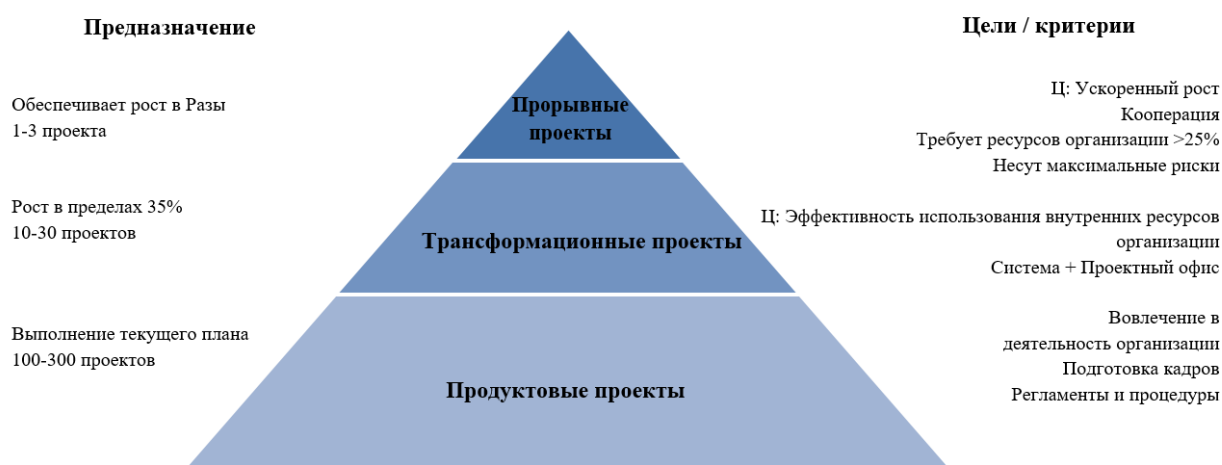 Предназначение
Цели / критерии
Обеспечивает рост в Разы
1-3 проекта
Прорывные
проекты
Ц: Ускоренный рост
Кооперация
Требует ресурсов организации >25%
Несут максимальные риски
Рост в пределах 35%
10-30 проектов
Трансформационные проекты
Ц: Эффективность использования внутренних ресурсов
организации
Система + Проектный офис
Выполнение текущего плана
100-300 проектов
Продуктовые проекты
Вовлечение в
деятельность организации
Подготовка кадров
Регламенты и процедуры